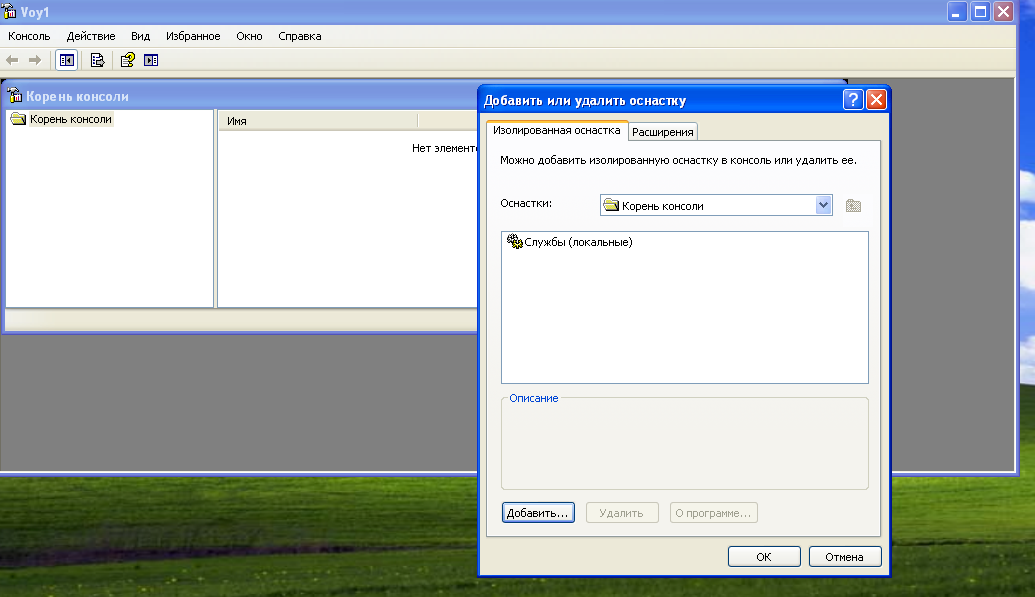 Voy1
Консоль Действие Вид Избранное Окно Справка
Корень консоли
Корень консоли
Имя
Нет элементо
Добавить или удалить оснастку
Изолированная оснастка Расширения
Можно добавить изолированную оснастку в консоль или удалить ее.
Оснастки: Корень консоли
Службы (локальные)
Описание
Добавить... Удалить О программе...
ОК Отмена